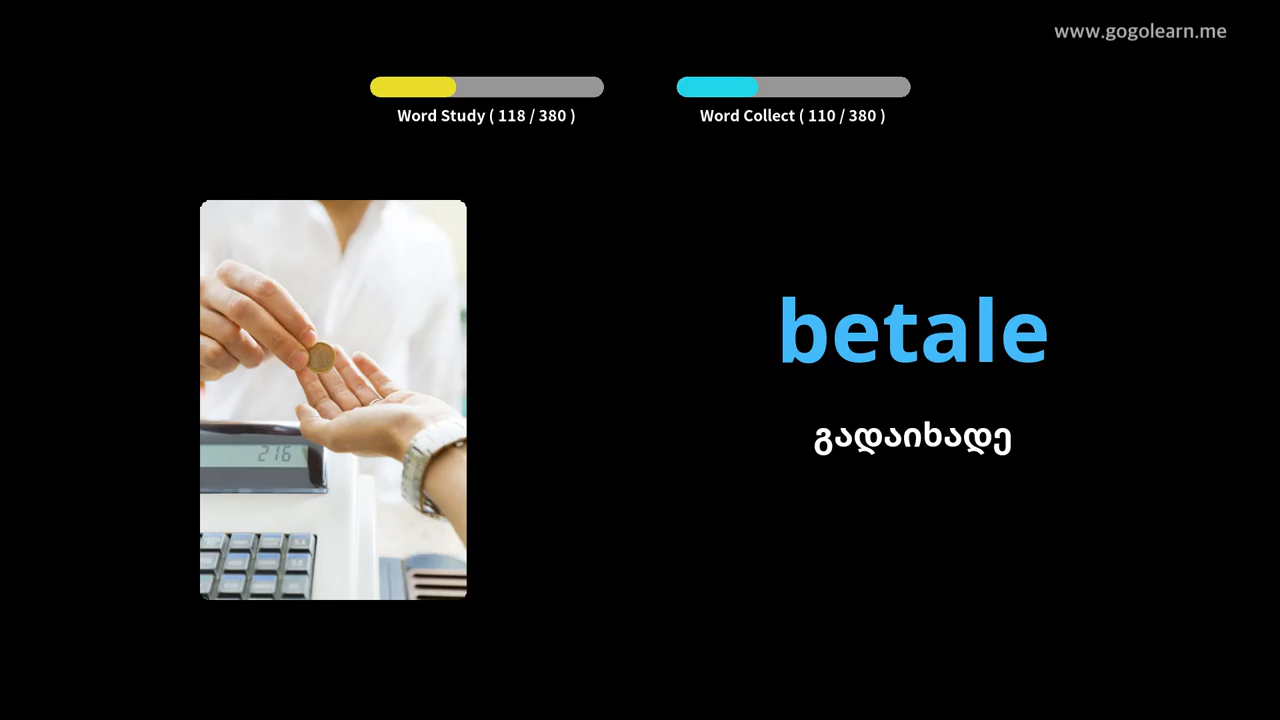 www.gogolearn.me
Word Study ( 118 / 380 )
Word Collect ( 110 / 380 )
betale
გადაიხადე
216